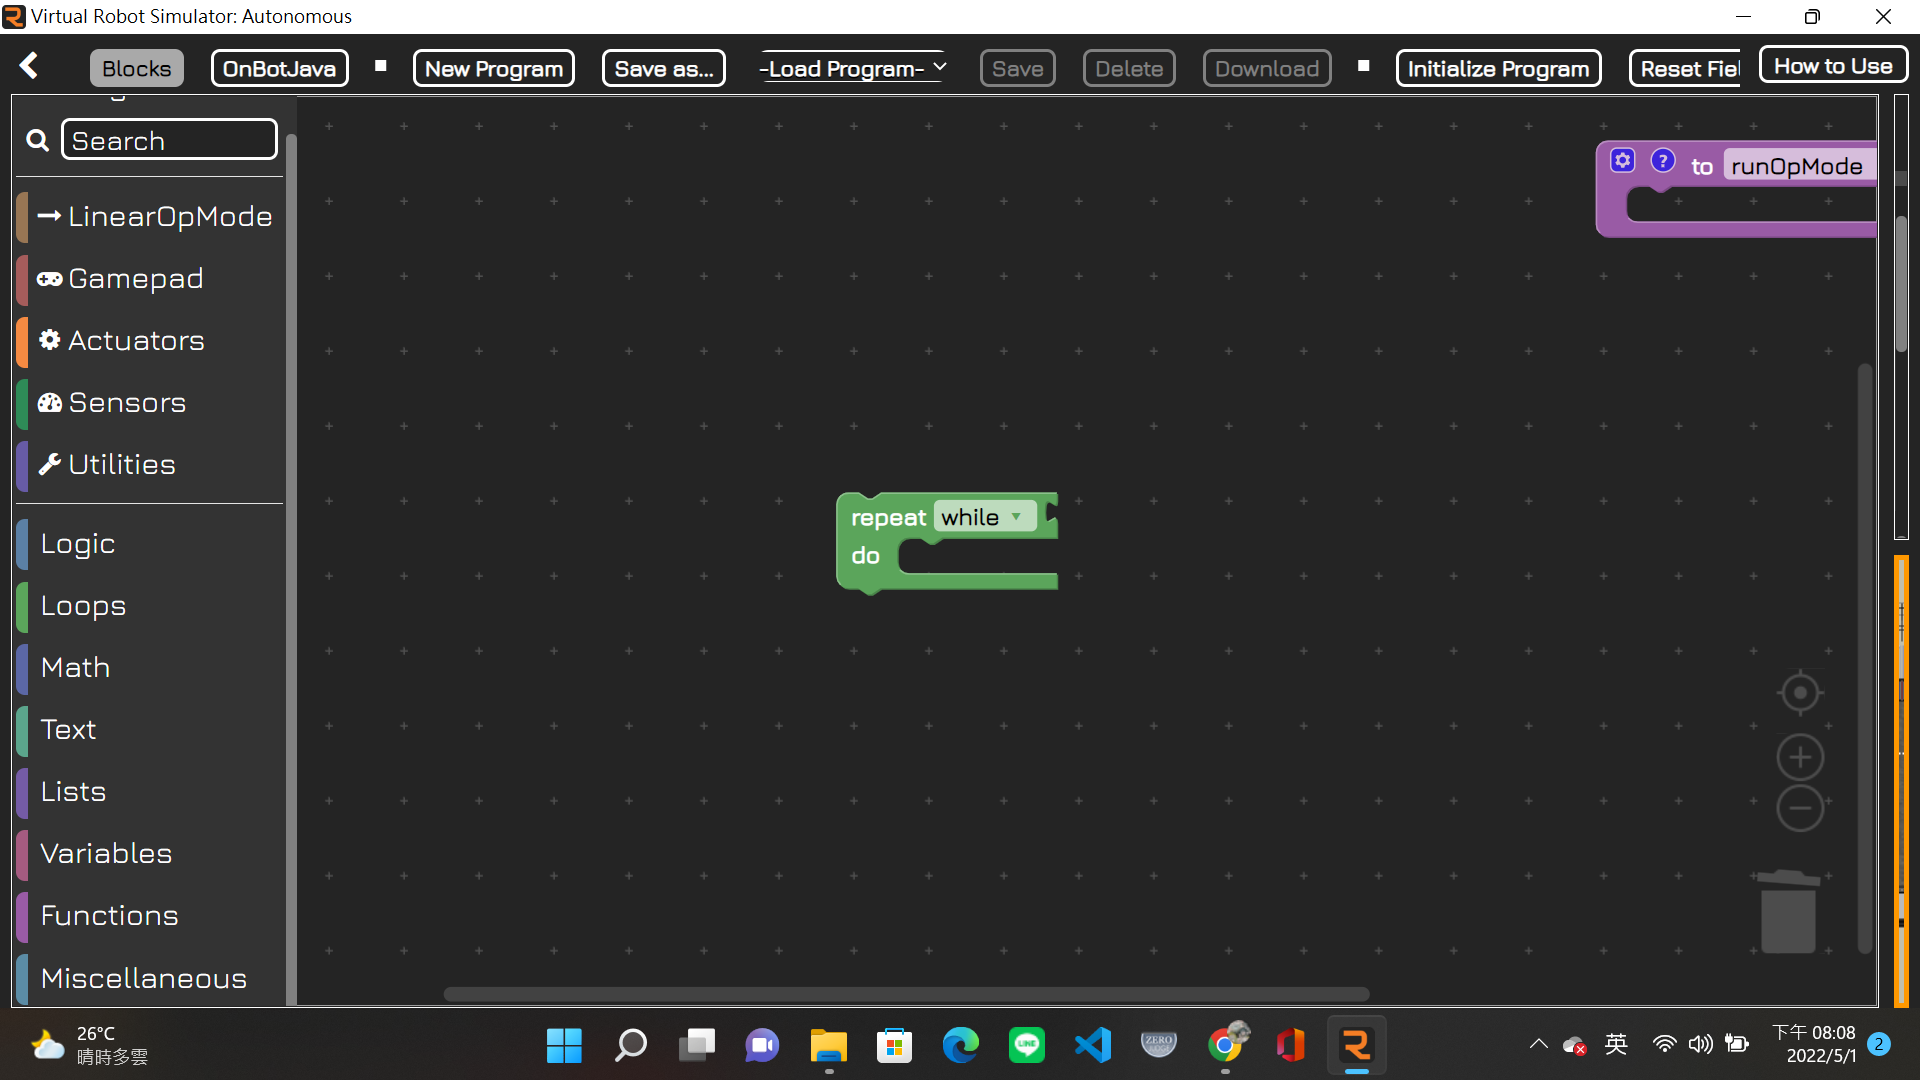 Virtual Robot Simulator: Autonomous
Blocks OnBotJava New Program Save as... -Load Program- Save Delete Download Initialize Program Reset Fiel How to Use
Search
LinearOpMode
Gamepad
Actuators
Sensors
Utilities
Logic
Loops
Math
Text
Lists
Variables
Functions
Miscellaneous
? to runOpMode
repeat while
do
26°C
晴時多雲
LINE
ZERO
英
下午 08:08
2022/5/1
2